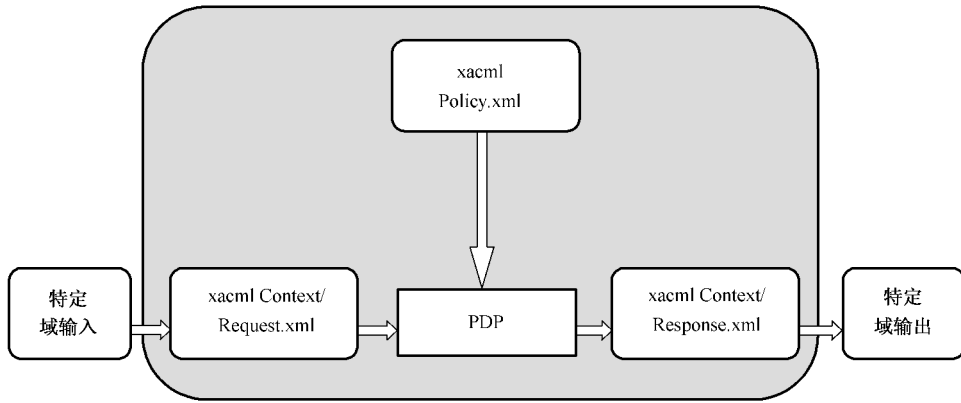 xacml
Policy.xml
特定
域输入
xacml Context/
Request.xml
PDP
xacml Context/
Response.xml
特定
域输出